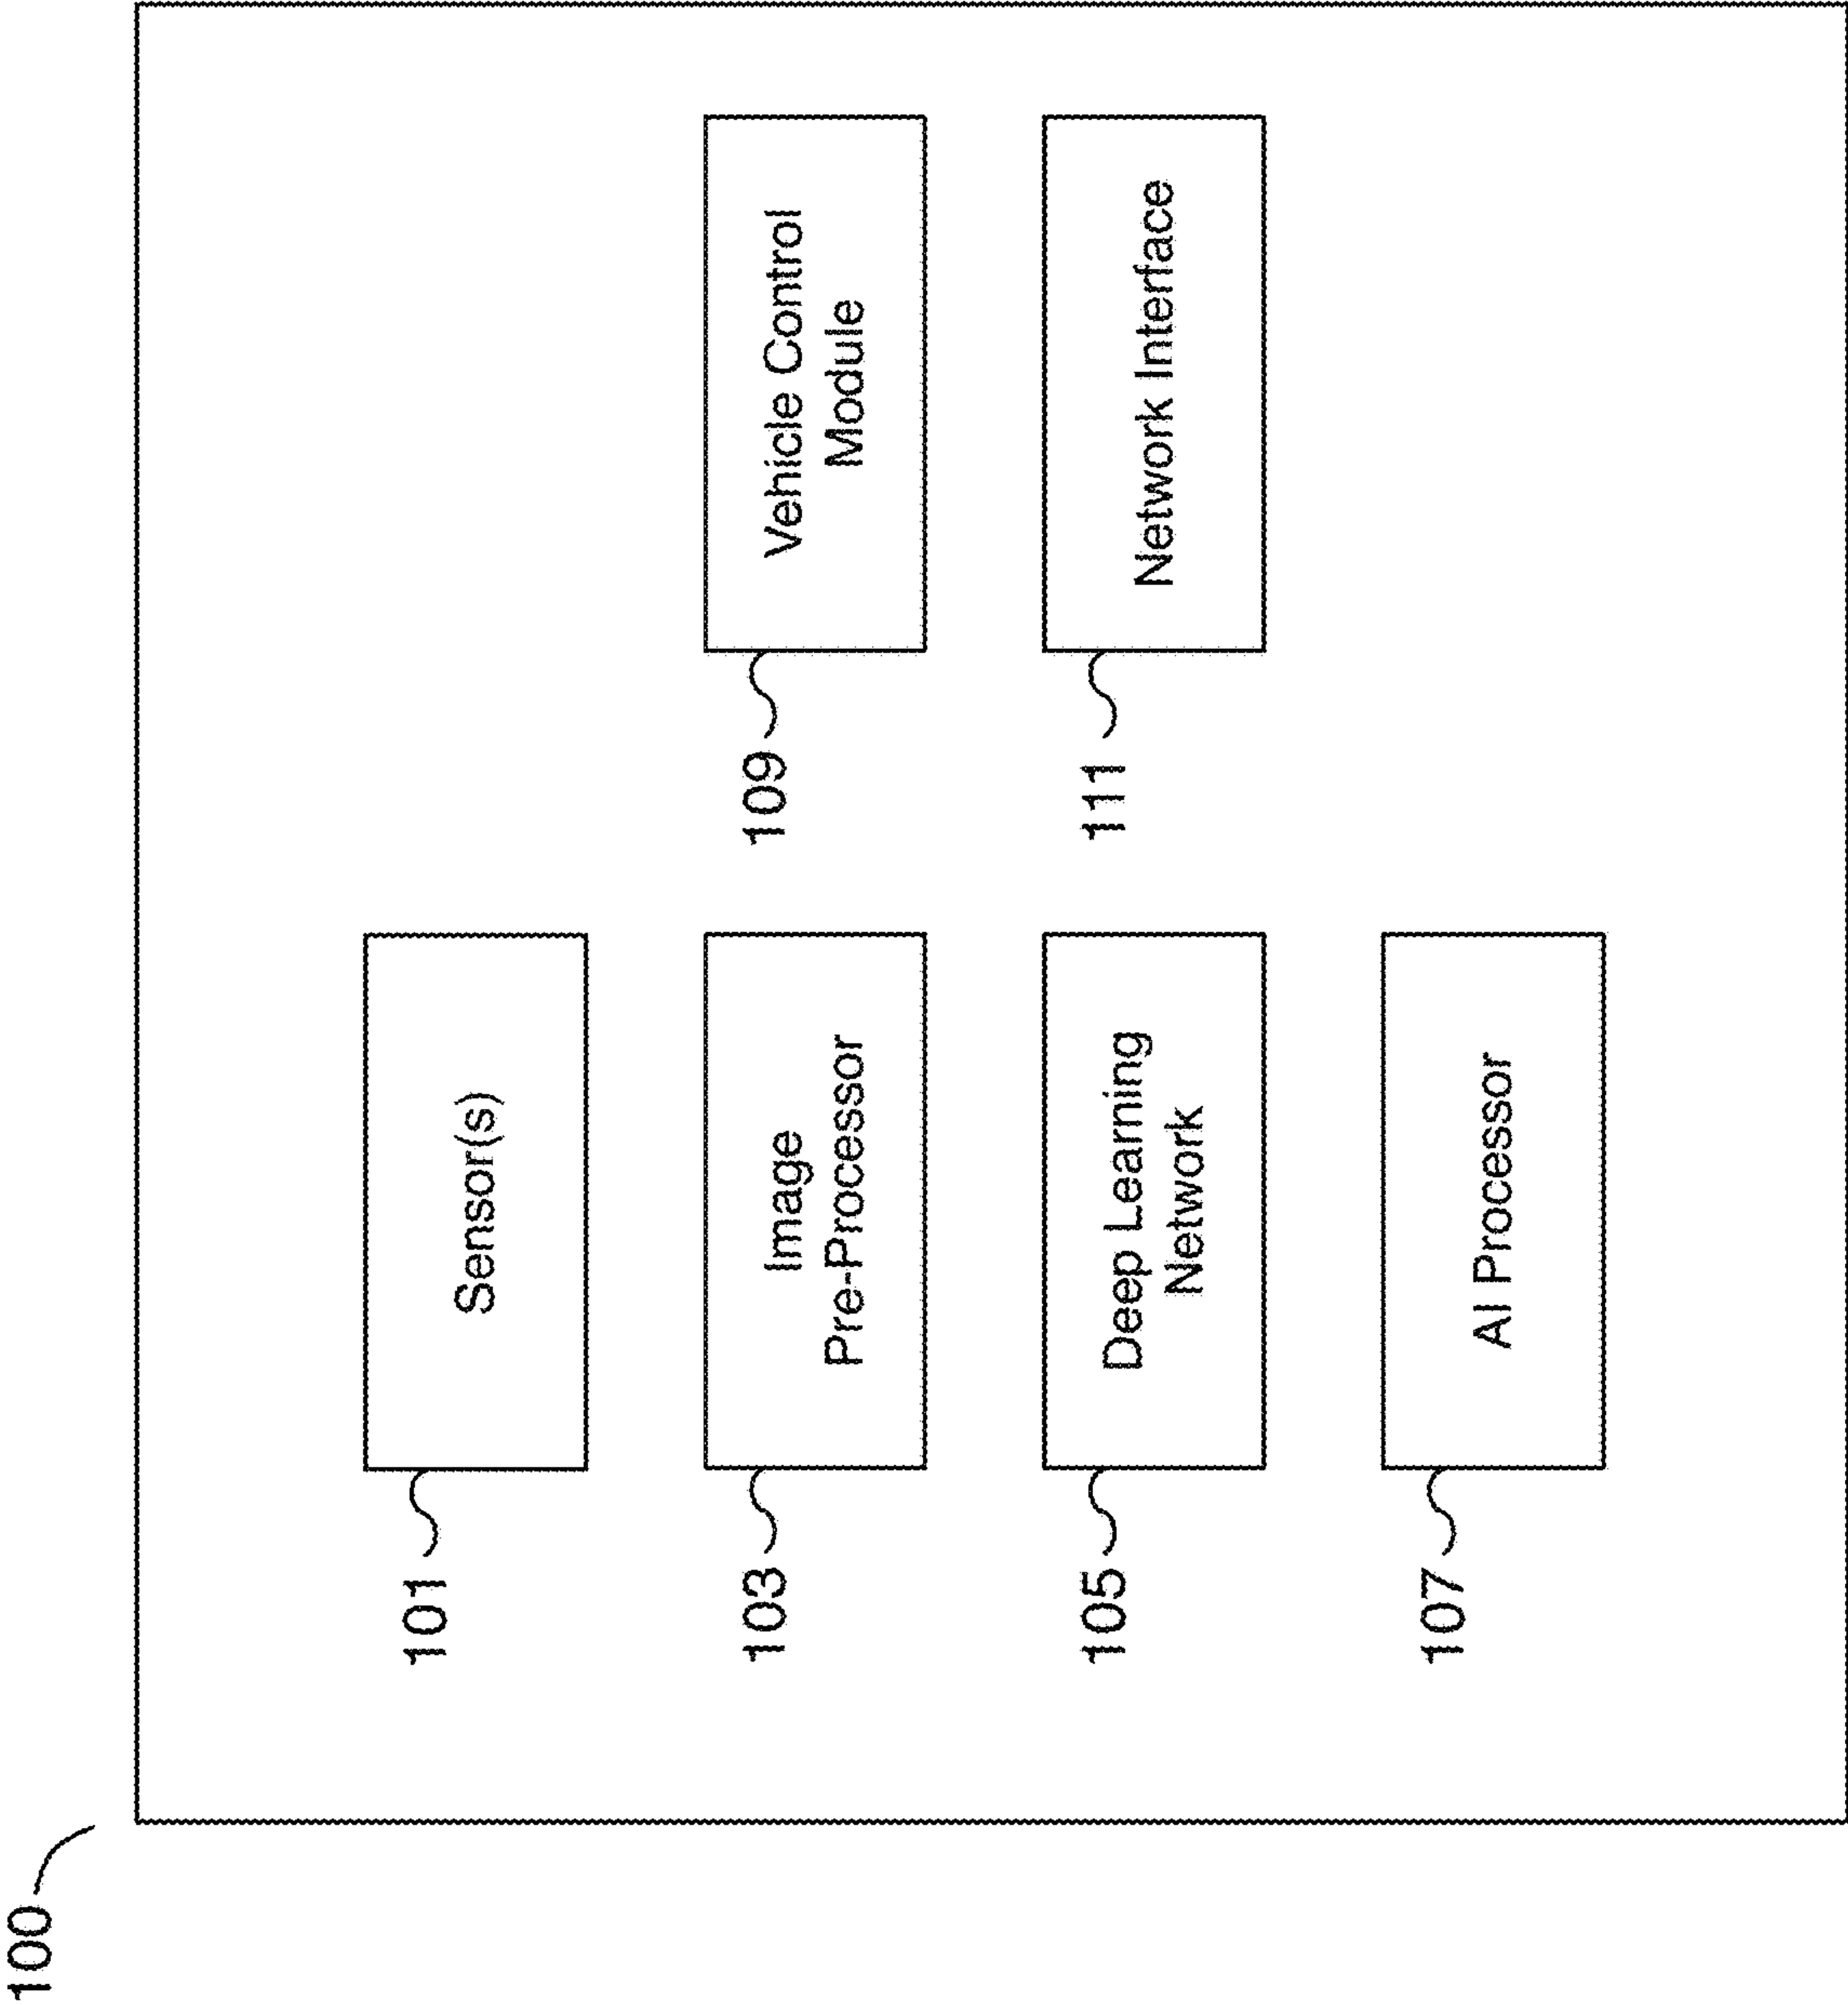 100
101
Sensor(s)
103
Image
Pre-Processor
105
Deep Learning
Network
107
AI Processor
109
Vehicle Control
Module
111
Network Interface